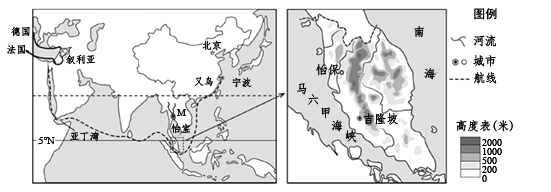 德国
法国
叙利亚
北京
义乌
宁波
M
怡宝
亚丁湾
5°N
怡保
吉隆坡
马六甲海峡
南海
图例
河流
城市
航线
高度表(米)
2000
1000
500
200
0